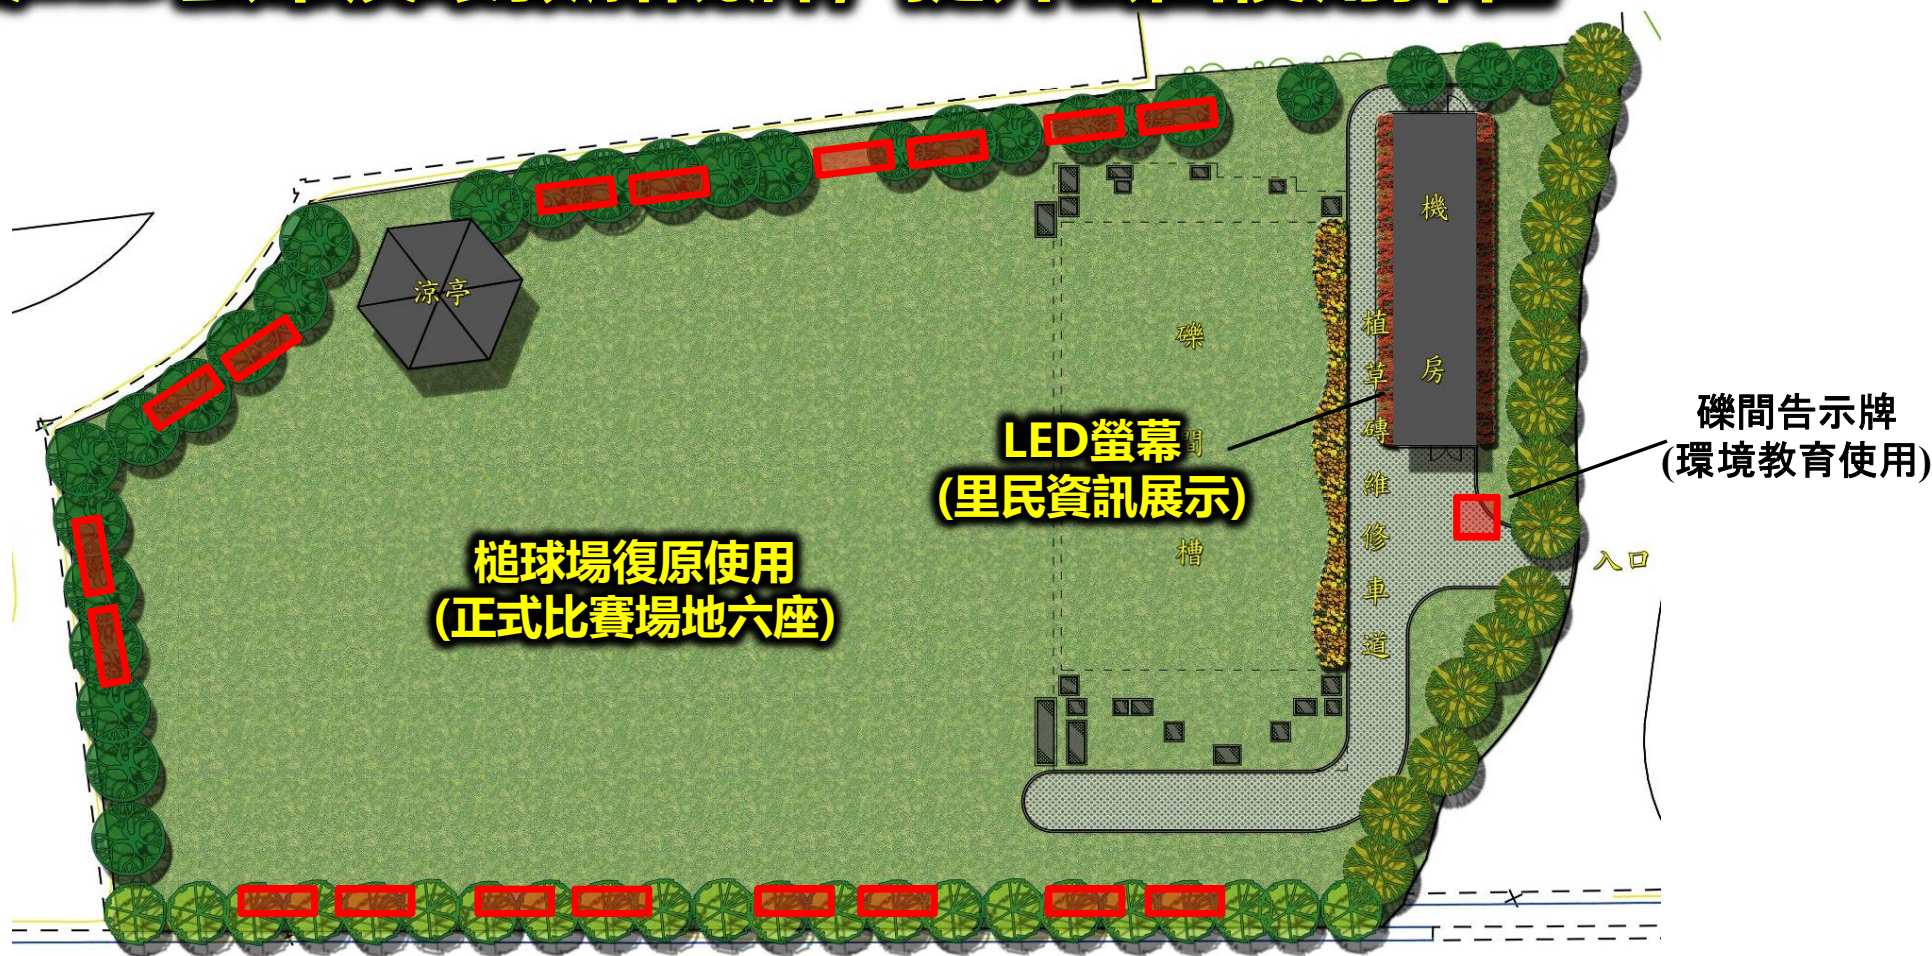 涼亭
機房
礫間槽
植草磚維修車道
LED螢幕
(里民資訊展示)
槌球場復原使用
(正式比賽場地六座)
礫間告示牌
(環境教育使用)
入口